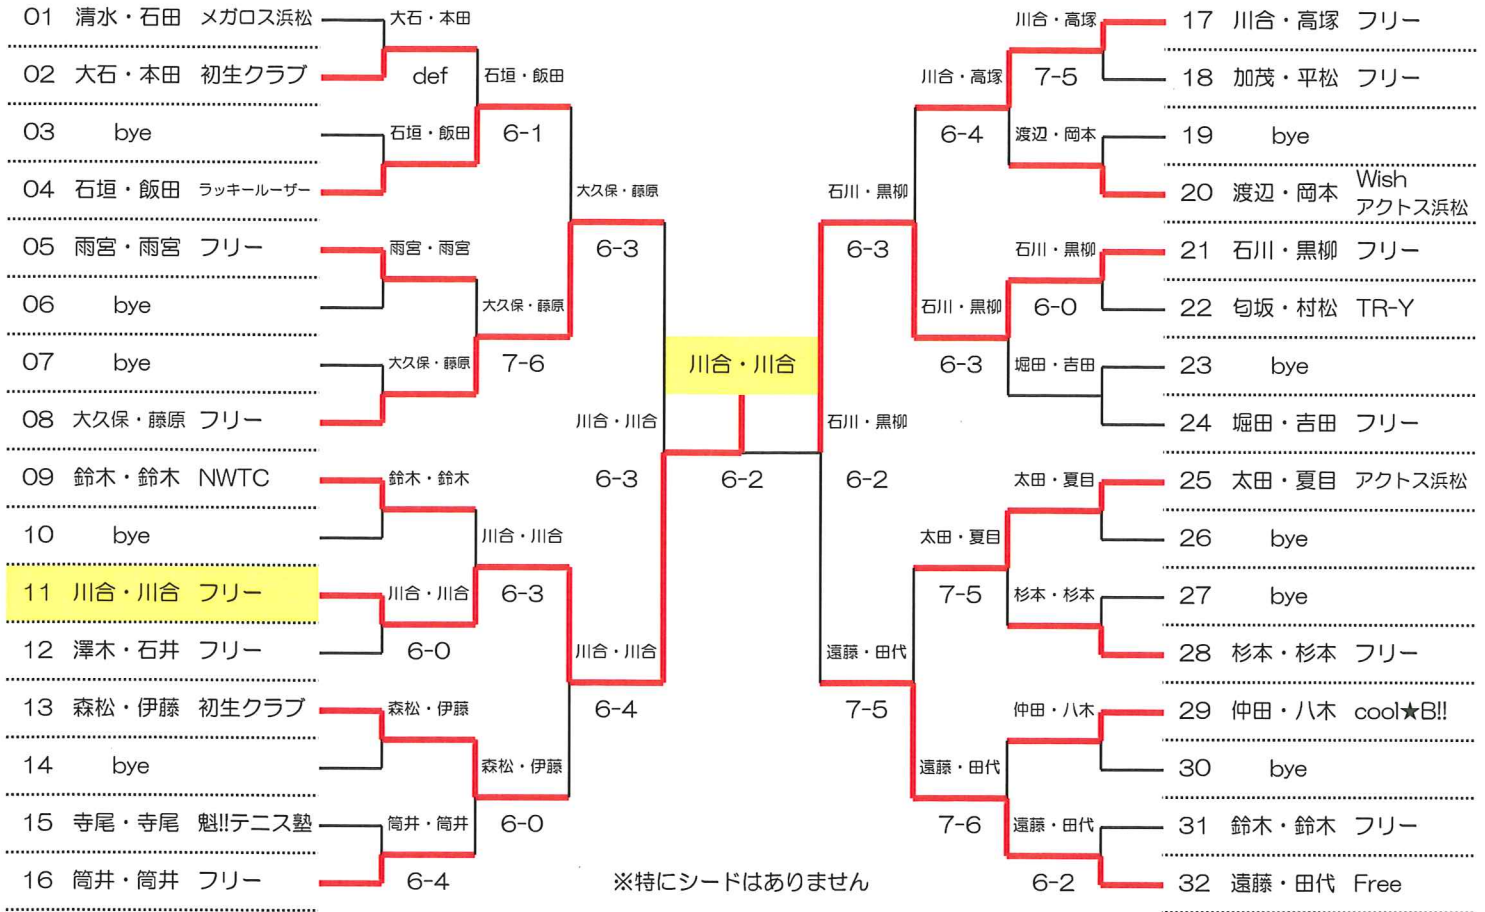 01 清水・石田 メガロス浜松
02 大石・本田 初生クラブ
03 bye
04 石垣・飯田 ラッキールーザー
05 雨宮・雨宮 フリー
06 bye
07 bye
08 大久保・藤原 フリー
09 鈴木・鈴木 NWTC
10 bye
11 川合・川合 フリー
12 澤木・石井 フリー
13 森松・伊藤 初生クラブ
14 bye
15 寺尾・寺尾 魁!!テニス塾
16 筒井・筒井 フリー
大石・本田
def
石垣・飯田
雨宮・雨宮
大久保・藤原
鈴木・鈴木
川合・川合
6-0
森松・伊藤
筒井・筒井
6-4
石垣・飯田
6-1
大久保・藤原
7-6
川合・川合
6-3
森松・伊藤
6-0
大久保・藤原
6-3
川合・川合
6-4
川合・川合
6-3
川合・川合
6-2
石川・黒柳
6-2
石川・黒柳
6-3
遠藤・田代
7-5
川合・高塚
6-4
石川・黒柳
6-3
太田・夏目
7-5
遠藤・田代
7-6
川合・高塚
7-5
渡辺・岡本
石川・黒柳
6-0
堀田・吉田
太田・夏目
杉本・杉本
仲田・八木
遠藤・田代
6-2
17 川合・高塚 フリー
18 加茂・平松 フリー
19 bye
20 渡辺・岡本 Wish
アクトス浜松
21 石川・黒柳 フリー
22 匂坂・村松 TR-Y
23 bye
24 堀田・吉田 フリー
25 太田・夏目 アクトス浜松
26 bye
27 bye
28 杉本・杉本 フリー
29 仲田・八木 cool★B!!
30 bye
31 鈴木・鈴木 フリー
32 遠藤・田代 Free
※特にシードはありません